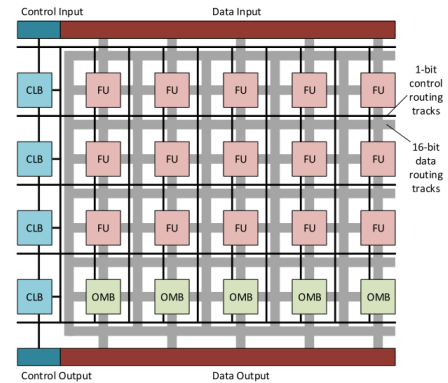 Control Input
Data Input
CLB
FU
FU
FU
FU
FU
1-bit
control
routing
tracks
CLB
FU
FU
FU
FU
FU
16-bit
data
routing
tracks
CLB
FU
FU
FU
FU
FU
CLB
OMB
OMB
OMB
OMB
OMB
Control Output
Data Output